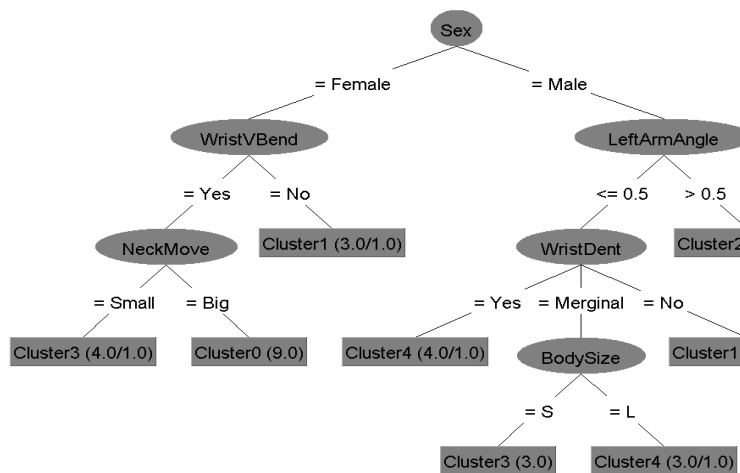 Sex
= Female = Male
WristVBend LeftArmAngle
= Yes = No <= 0.5 > 0.5
NeckMove Cluster1 (3.0/1.0) WristDent Cluster2
= Small = Big = Yes = Merginal = No
Cluster3 (4.0/1.0) Cluster0 (9.0) Cluster4 (4.0/1.0) BodySize Cluster1
= S = L
Cluster3 (3.0) Cluster4 (3.0/1.0)